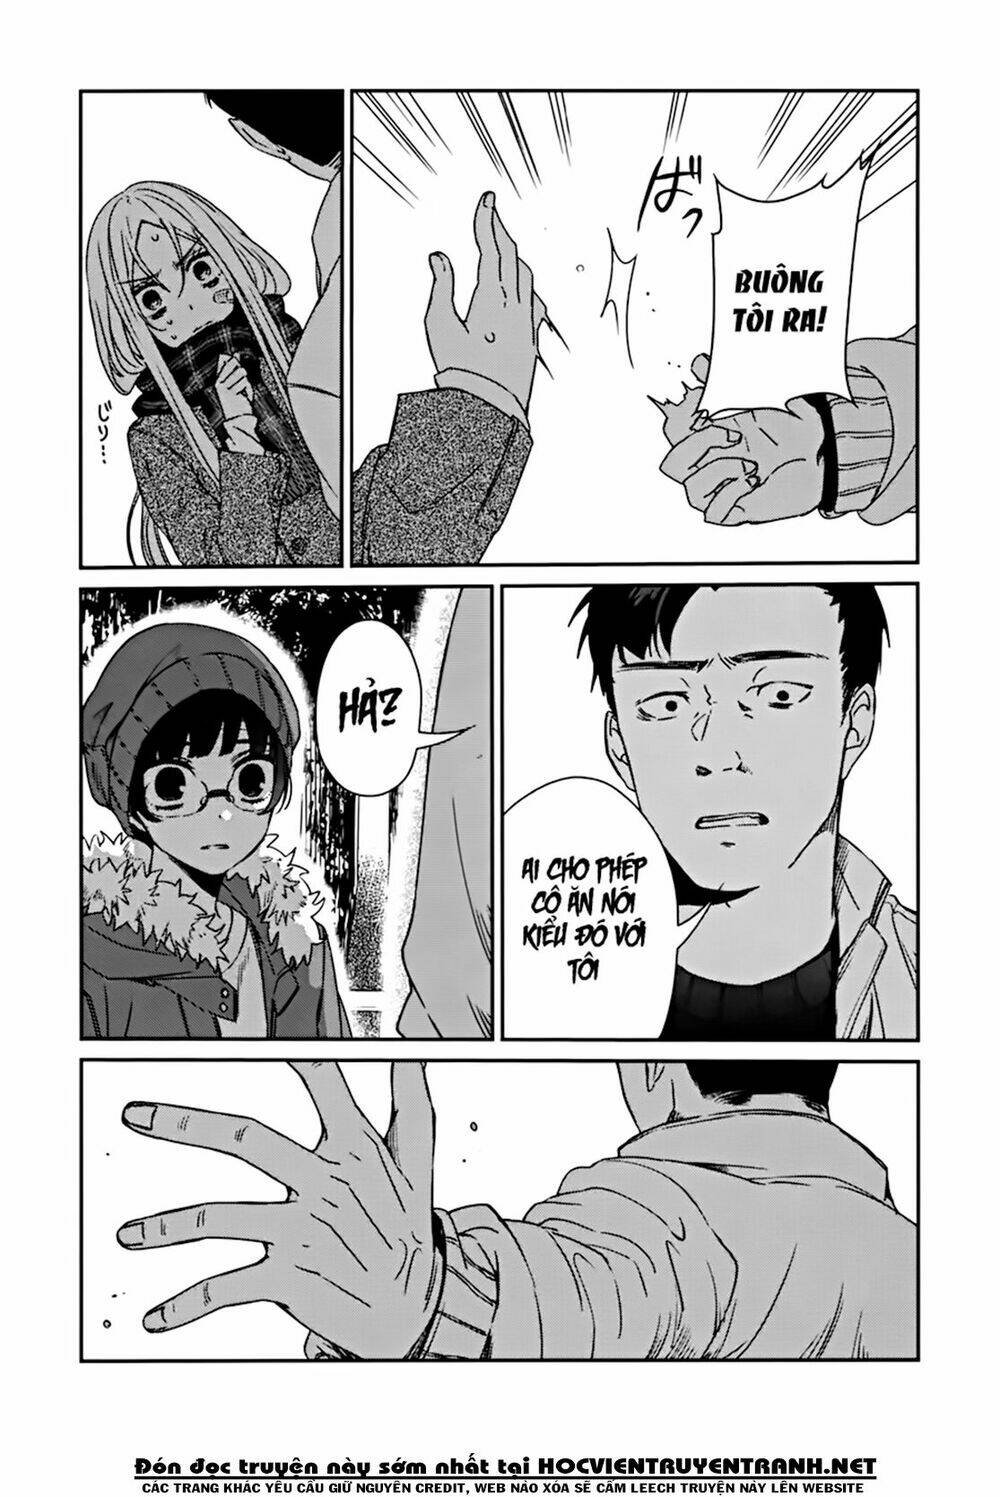 ばっ
BUÔNG
TÔI RA!
じり…
HẢ?
AI CHO PHÉP
CÔ ĂN NÓI
KIỂU ĐÓ VỚI
TÔI
Đón đọc truyện này sớm nhất tại HOCVIENTRUYENTRANH.NET
CÁC TRANG KHÁC YÊU CẦU GIỮ NGUYÊN CREDIT, WEB NÀO XÓA SẼ CẤM LEECH TRUYỆN NÀY LÊN WEBSITE